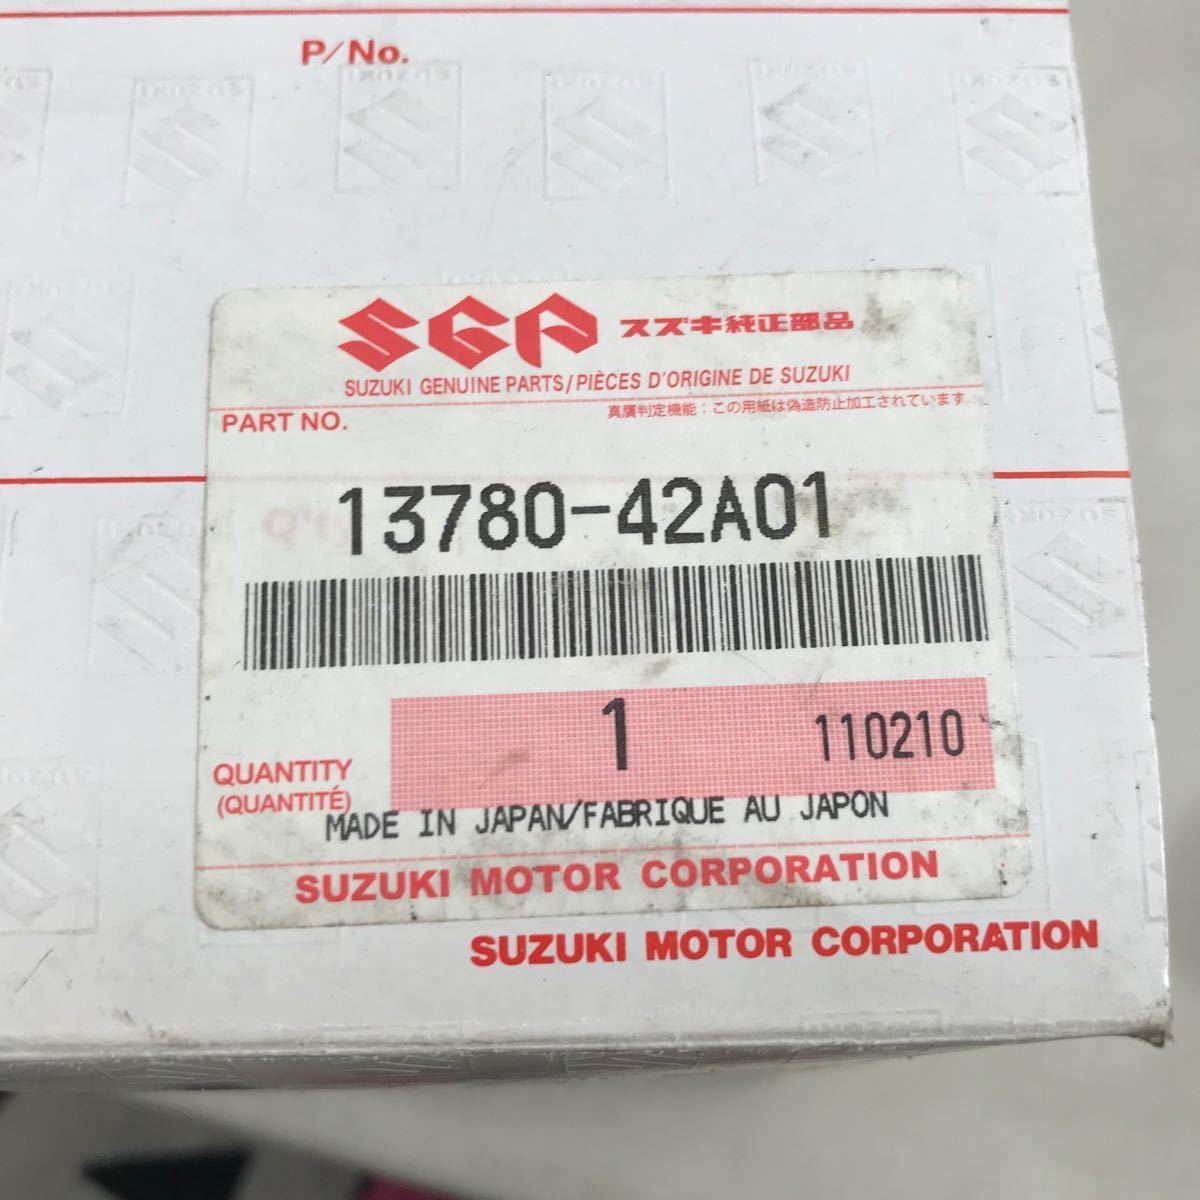 P/No.
SGP スズキ純正部品
SUZUKI GENUINE PARTS/PIÈCES D'ORIGINE DE SUZUKI
PART NO.
真贋判定機能：この用紙は偽造防止加工されています
13780-42A01
1
110210
QUANTITY
(QUANTITÉ)
MADE IN JAPAN/FABRIQUE AU JAPON
SUZUKI MOTOR CORPORATION
SUZUKI MOTOR CORPORATION